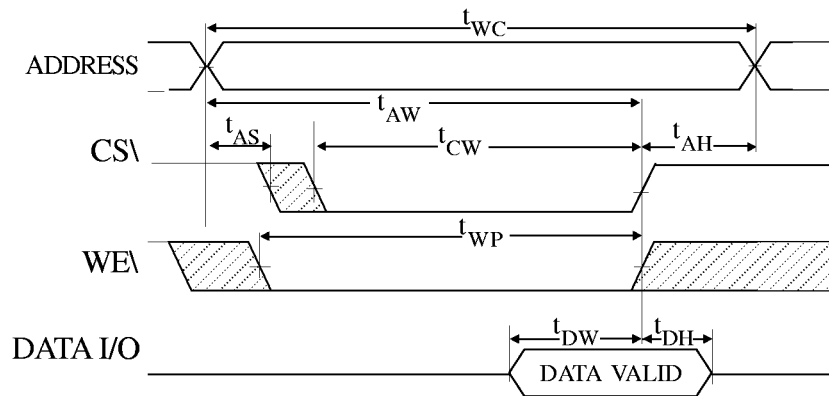 tWC
ADDRESS
tAW
tAS
tCW
tAH
CS\
tWP
WE\
tDW
tDH
DATA I/O
DATA VALID